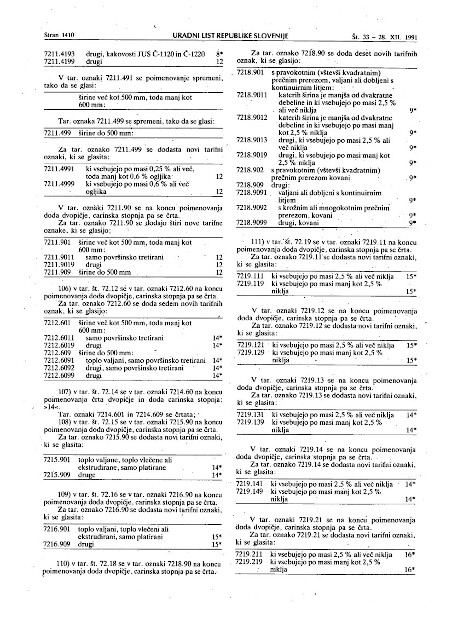 Stran 1410
URADNI LIST REPUBLIKE SLOVENIJE
Št. 33 – 28. XII. 1991
7211.4193 drugi, kakovosti JUS Č-1120 in Č-1220 8*
7211.4199 drugi 12
V tar. oznaki 7211.491 se poimenovanje spremeni,
tako da se glasi:
širine več kot 500 mm, toda manj kot
600 mm:
Tar. oznaka 7211.499 se spremeni, tako da se glasi:
7211.499 širine do 500 mm:
Za tar. oznako 7211.499 se dodasta novi tarifni
oznaki, ki se glasita:
7211.4991 ki vsebujejo po masi 0,25 % ali več,
toda manj kot 0,6 % ogljika 12
7211.4999 ki vsebujejo po masi 0,6 % ali več
ogljika 12
V tar. oznaki 7211.90 se na koncu poimenovanja
doda dvopičje, carinska stopnja pa se črta.
Za tar. oznako 7211.90 se dodajo štiri nove tarifne
oznake, ki se glasijo:
7211.901 širine več kot 500 mm, toda manj kot
600 mm:
7211.9011 samo površinsko tretirani 12
7211.9019 drugi 12
7211.909 širine do 500 mm 12
106) v tar. št. 72.12 se v tar. oznaki 7212.60 na koncu
poimenovanja doda dvopičje, carinska stopnja pa se črta.
Za tar. oznako 7212.60 se doda sedem novih tarifnih
oznak, ki se glasijo:
7212.601 širine več kot 500 mm, toda manj kot
600 mm:
7212.6011 samo površinsko tretirani 14*
7212.6019 drugi 14*
7212.609 širine do 500 mm:
7212.6091 toplo valjani, samo površinsko tretirani 14*
7212.6092 drugi, samo površinsko tretirani 14*
7212.6099 drugi 14*
107) v tar. št. 72.14 se v tar. oznaki 7214.60 na koncu
poimenovanja črta dvopičje in doda carinska stopnja:
»14«.
Tar. oznaki 7214.601 in 7214.609 se črtata;
108) v tar. št. 72.15 se v tar. oznaki 7215.90 na koncu
poimenovanja doda dvopičje, carinska stopnja pa se črta.
Za tar. oznako 7215.90 se dodasta novi tarifni oznaki,
ki se glasita:
7215.901 toplo valjane, toplo vlečene ali
ekstrudirane, samo platirane 14*
7215.909 druge 14*
109) v tar. št. 72.16 se v tar. oznaki 7216.90 na koncu
poimenovanja doda dvopičje, carinska stopnja pa se črta.
Za tar. oznako 7216.90 se dodasta novi tarifni oznaki,
ki se glasita:
7216.901 toplo valjani, toplo vlečeni ali
ekstrudirani, samo platirani 15*
7216.909 drugi 15*
110) v tar. št. 72.18 se v tar. oznaki 7218.90 na koncu
poimenovanja doda dvopičje, carinska stopnja pa se črta.
Za tar. oznako 7218.90 se doda deset novih tarifnih
oznak, ki se glasijo:
7218.901 s pravokotnim (vštevši kvadratnim)
prečnim prerezom, valjani ali dobljeni s
kontinuirnim litjem:
7218.9011 katerih širina je manjša od dvakratne
debeline in ki vsebujejo po masi 2,5 %
ali več niklja 9*
7218.9012 katerih širina je manjša od dvakratne
debeline in ki vsebujejo po masi manj
kot 2,5 % niklja 9*
7218.9013 drugi, ki vsebujejo po masi 2,5 % ali
več niklja 9*
7218.9019 drugi, ki vsebujejo po masi manj kot
2,5 % niklja 9*
7218.902 s pravokotnim (vštevši kvadratnim)
prečnim prerezom kovani 9*
7218.909 drugi:
7218.9091 valjani ali dobljeni s kontinuirnim
litjem 9*
7218.9092 s krožnim ali mnogokotnim prečnim
prerezom, kovani 9*
7218.9099 drugi, kovani 9*
111) v tar. št. 72.19 se v tar. oznaki 7219.11 na koncu
poimenovanja doda dvopičje, carinska stopnja pa se črta.
Za tar. oznako 7219.11 se dodasta novi tarifni oznaki,
ki se glasita:
7219.111 ki vsebujejo po masi 2,5 % ali več niklja 15*
7219.119 ki vsebujejo po masi manj kot 2,5 %
niklja 15*
V tar. oznaki 7219.12 se na koncu poimenovanja
doda dvopičje, carinska stopnja pa se črta.
Za tar. oznako 7219.12 se dodasta novi tarifni oznaki,
ki se glasita:
7219.121 ki vsebujejo po masi 2,5 % ali več niklja 15*
7219.129 ki vsebujejo po masi manj kot 2,5 %
niklja 15*
V tar. oznaki 7219.13 se na koncu poimenovanja
doda dvopičje, carinska stopnja pa se črta.
Za tar. oznako 7219.13 se dodasta novi tarifni oznaki,
ki se glasita:
7219.131 ki vsebujejo po masi 2,5 % ali več niklja 14*
7219.139 ki vsebujejo po masi manj kot 2,5 %
niklja 14*
V tar. oznaki 7219.14 se na koncu poimenovanja
doda dvopičje, carinska stopnja pa se črta.
Za tar. oznako 7219.14 se dodasta novi tarifni oznaki,
ki se glasita:
7219.141 ki vsebujejo po masi 2,5 % ali več niklja 14*
7219.149 ki vsebujejo po masi manj kot 2,5 %
niklja 14*
V tar. oznaki 7219.21 se na koncu poimenovanja
doda dvopičje, carinska stopnja pa se črta.
Za tar. oznako 7219.21 se dodasta novi tarifni oznaki,
ki se glasita:
7219.211 ki vsebujejo po masi 2,5 % ali več niklja 16*
7219.219 ki vsebujejo po masi manj kot 2,5 %
niklja 16*